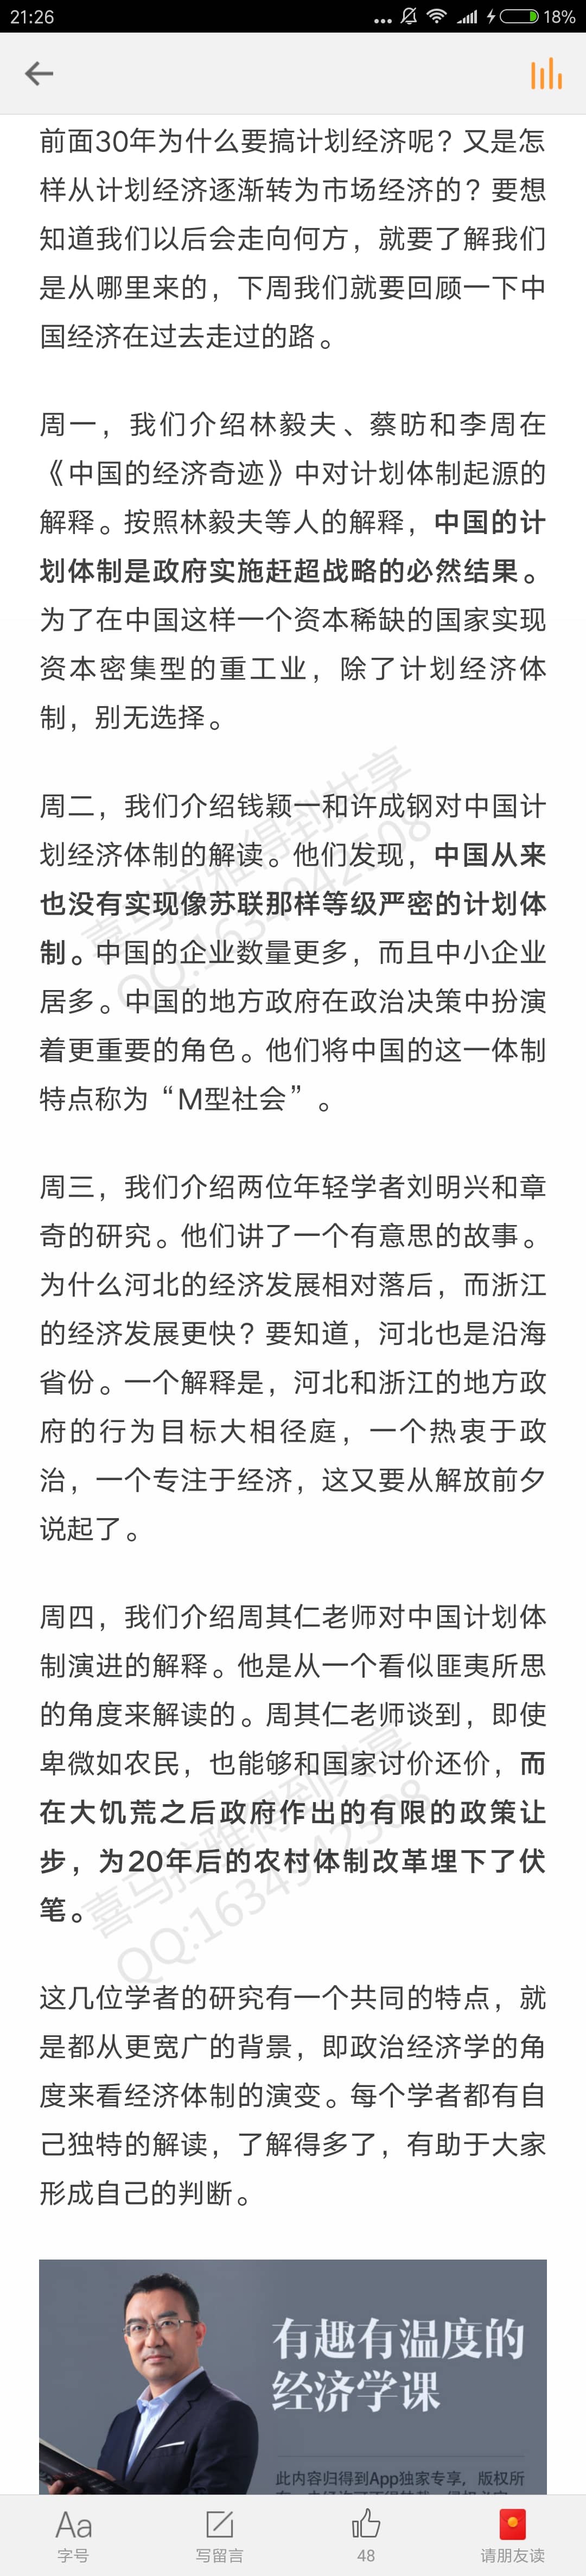 21:26
18%
前面30年为什么要搞计划经济呢？又是怎
样从计划经济逐渐转为市场经济的？要想
知道我们以后会走向何方，就要了解我们
是从哪里来的，下周我们就要回顾一下中
国经济在过去走过的路。
周一，我们介绍林毅夫、蔡昉和李周在
《中国的经济奇迹》中对计划体制起源的
解释。按照林毅夫等人的解释，中国的计
划体制是政府实施赶超战略的必然结果。
为了在中国这样一个资本稀缺的国家实现
资本密集型的重工业，除了计划经济体
制，别无选择。
周二，我们介绍钱颖一和许成钢对中国计
划经济体制的解读。他们发现，中国从来
也没有实现像苏联那样等级严密的计划体
制。中国的企业数量更多，而且中小企业
居多。中国的地方政府在政治决策中扮演
着更重要的角色。他们将中国的这一体制
特点称为“M型社会”。
喜马拉雅得到共享
QQ:1634942508
周三，我们介绍两位年轻学者刘明兴和章
奇的研究。他们讲了一个有意思的故事。
为什么河北的经济发展相对落后，而浙江
的经济发展更快？要知道，河北也是沿海
省份。一个解释是，河北和浙江的地方政
府的行为目标大相径庭，一个热衷于政
治，一个专注于经济，这又要从解放前夕
说起了。
周四，我们介绍周其仁老师对中国计划体
制演进的解释。他是从一个看似匪夷所思
的角度来解读的。周其仁老师谈到，即使
卑微如农民，也能够和国家讨价还价，而
在大饥荒之后政府作出的有限的政策让
步，为20年后的农村体制改革埋下了伏
笔。
喜马拉雅得到共享
QQ:1634942508
这几位学者的研究有一个共同的特点，就
是都从更宽广的背景，即政治经济学的角
度来看经济体制的演变。每个学者都有自
己独特的解读，了解得多了，有助于大家
形成自己的判断。
有趣有温度的
经济学课
此内容归得到App独家专享，版权所
Aa
字号
写留言
48
请朋友读